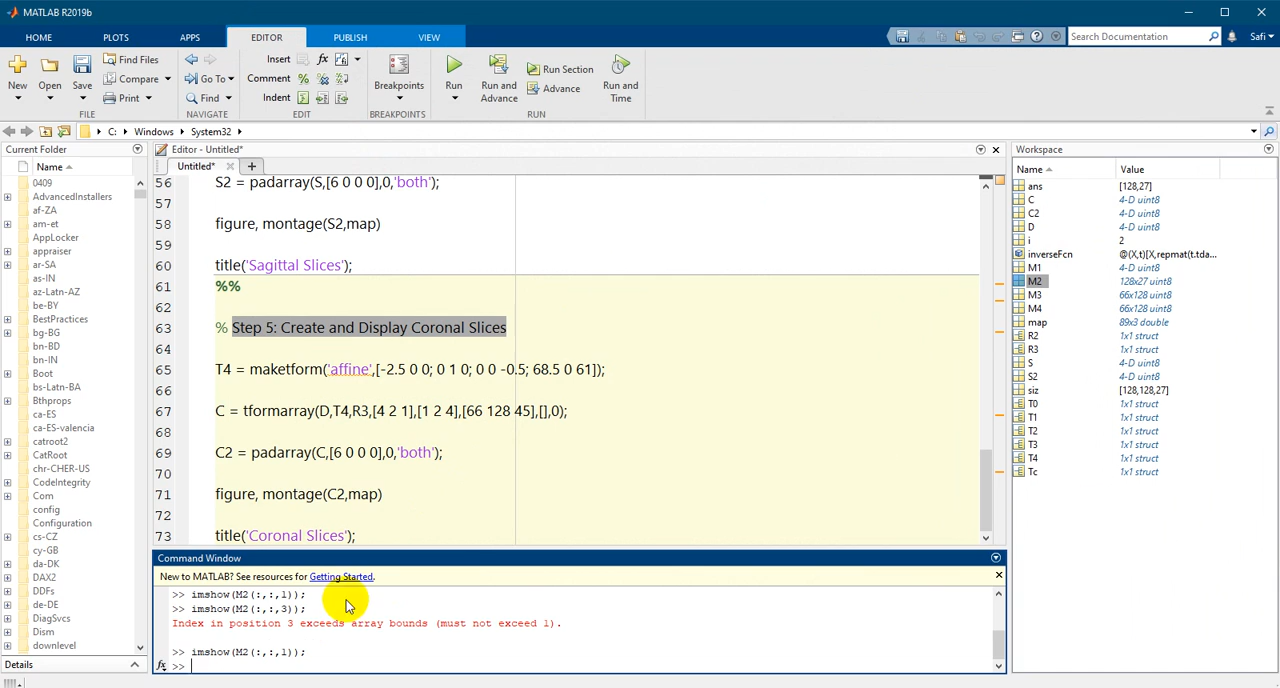 MATLAB R2019b
HOME PLOTS APPS EDITOR PUBLISH VIEW
Search Documentation
Safi
New Open Save Find Files Compare Print
FILE
Go To Find
NAVIGATE
Insert fx
Comment
Indent
EDIT
Breakpoints
BREAKPOINTS
Run Run and Advance Run Section Advance Run and Time
RUN
C: Windows System32
Current Folder
Name
0409
AdvancedInstallers
af-ZA
am-et
AppLocker
appraiser
ar-SA
as-IN
az-Latn-AZ
be-BY
BestPractices
bg-BG
bn-BD
bn-IN
Boot
bs-Latn-BA
Bthprops
ca-ES
ca-ES-valencia
catroot2
CatRoot
chr-CHER-US
CodeIntegrity
Com
config
Configuration
cs-CZ
cy-GB
da-DK
DAX2
DDFs
de-DE
DiagSvcs
Dism
downlevel
Details
Editor - Untitled*
Untitled*
56 S2 = padarray(S,[6 0 0 0],0,'both');
57
58 figure, montage(S2,map)
59
60 title('Sagittal Slices');
61 %%
62
63 % Step 5: Create and Display Coronal Slices
64
65 T4 = maketform('affine',[-2.5 0 0; 0 1 0; 0 0 -0.5; 68.5 0 61]);
66
67 C = tformarray(D,T4,R3,[4 2 1],[1 2 4],[66 128 45],[],0);
68
69 C2 = padarray(C,[6 0 0 0],0,'both');
70
71 figure, montage(C2,map)
72
73 title('Coronal Slices');
Command Window
New to MATLAB? See resources for Getting Started.
>> imshow(M2(:,:,1));
>> imshow(M2(:,:,3));
Index in position 3 exceeds array bounds (must not exceed 1).
>> imshow(M2(:,:,1));
fx >>
Workspace
Name Value
ans [128,27]
C 4-D uint8
C2 4-D uint8
D 4-D uint8
i 2
inverseFcn @(X,t)[X,repmat(t.tda...
M1 4-D uint8
M2 128x27 uint8
M3 66x128 uint8
M4 66x128 uint8
map 89x3 double
R2 1x1 struct
R3 1x1 struct
S 4-D uint8
S2 4-D uint8
siz [128,128,27]
T0 1x1 struct
T1 1x1 struct
T2 1x1 struct
T3 1x1 struct
T4 1x1 struct
Tc 1x1 struct